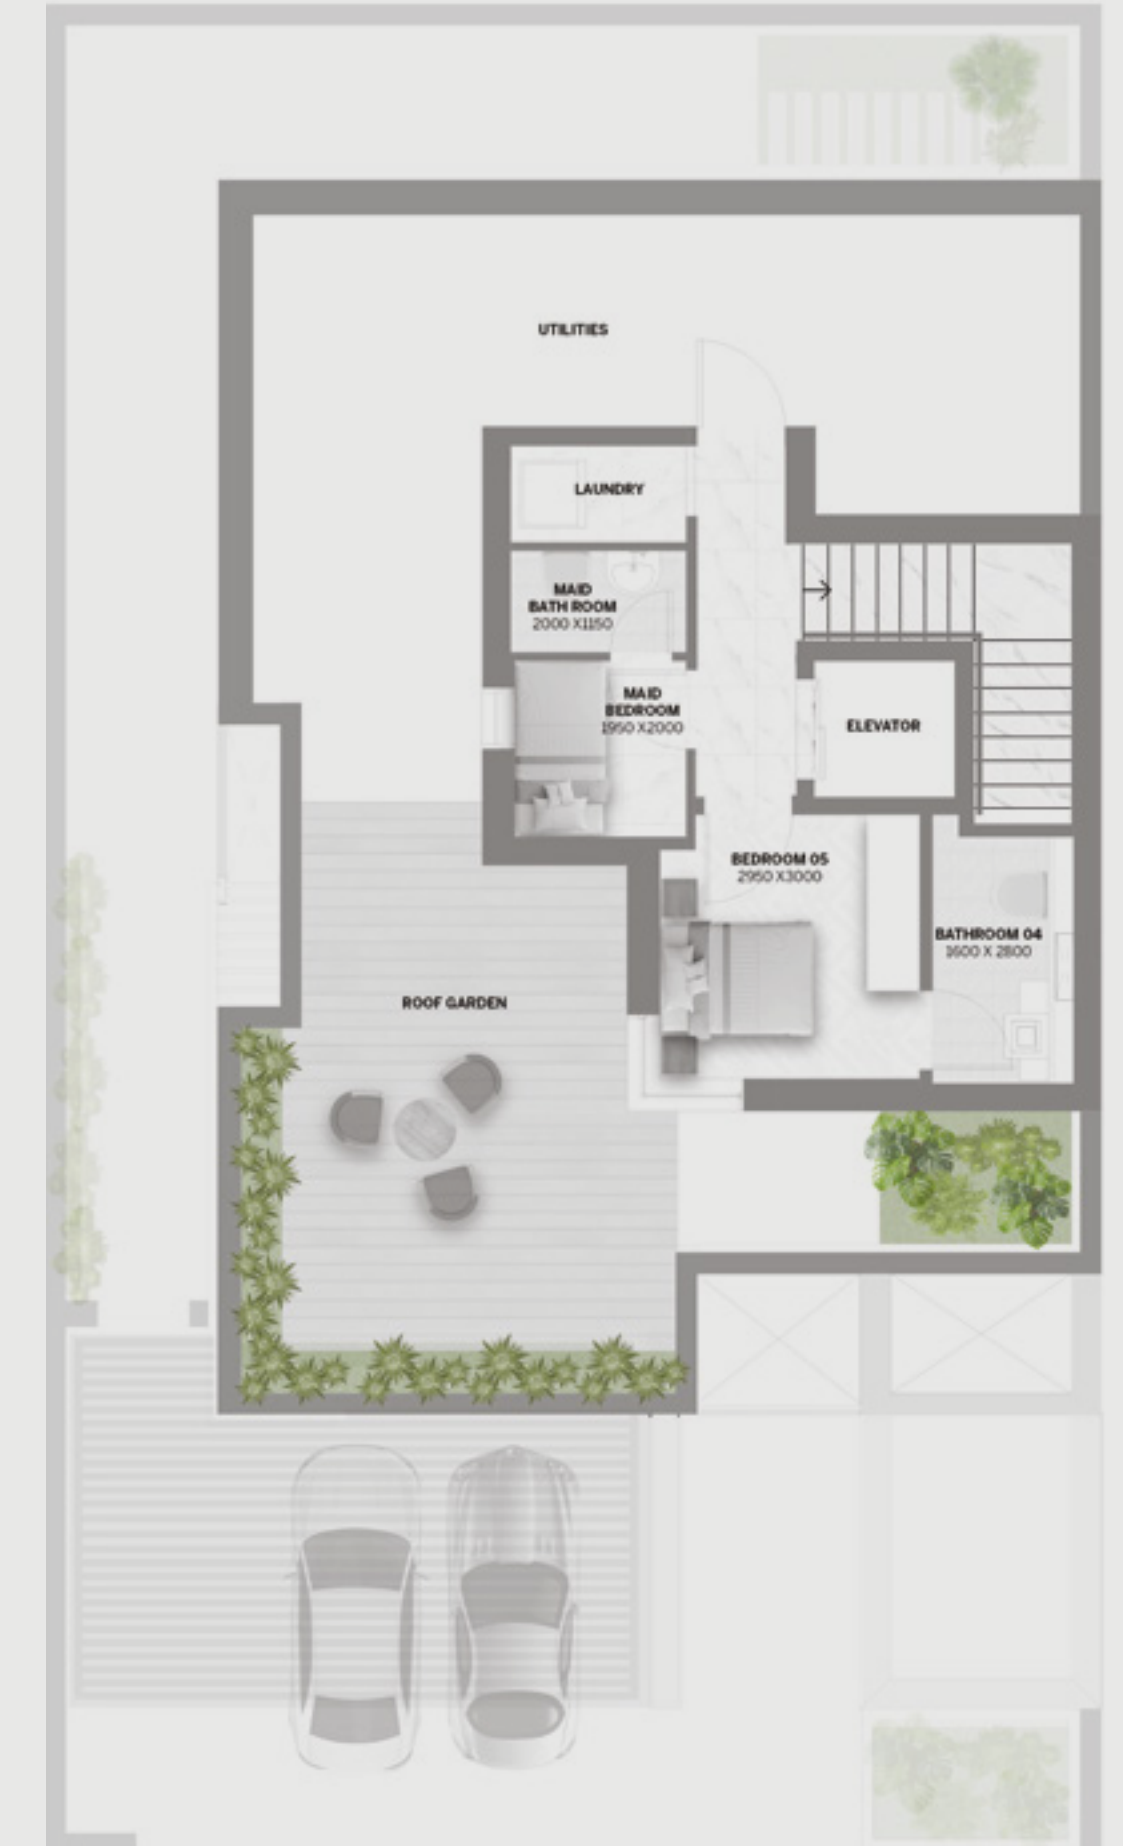 UTILITIES
LAUNDRY
MAID
BATH ROOM
2000 X1150
MAID
BEDROOM
1950 X2000
ELEVATOR
BEDROOM 05
2950 X3000
BATHROOM 04
1600 X 2800
ROOF GARDEN